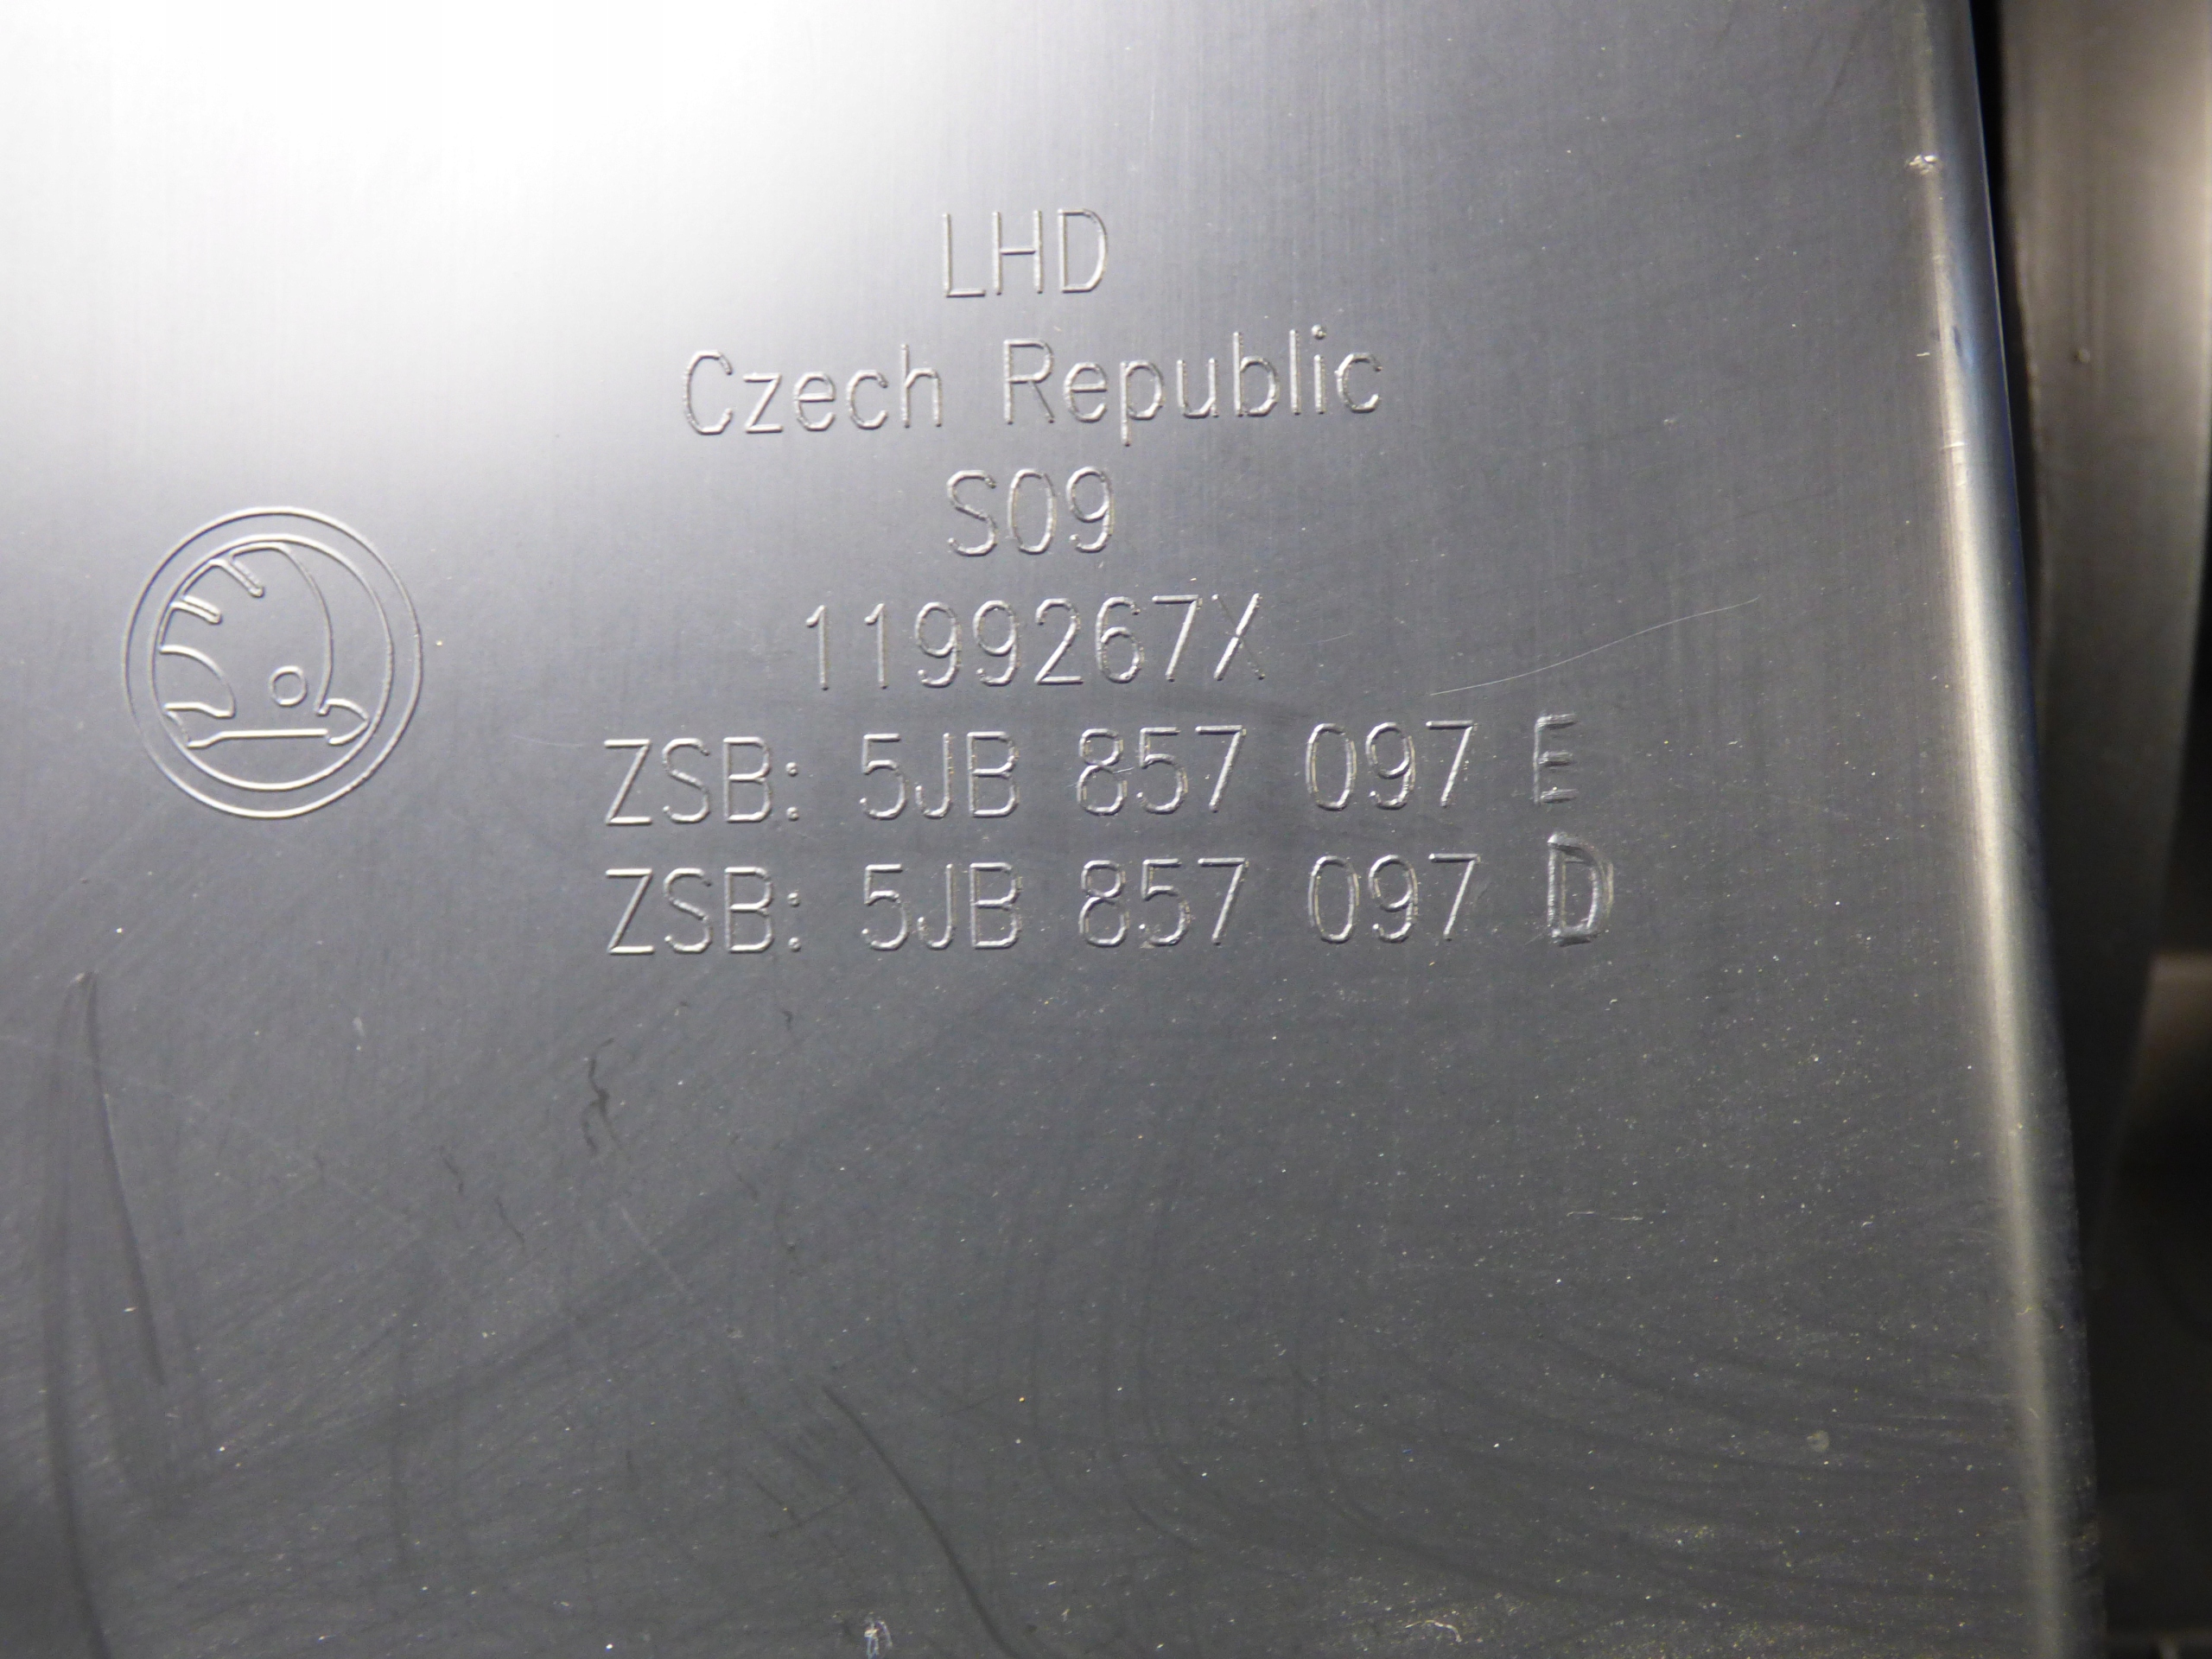 LHD
Czech Republic
S09
1199267X
ZSB: 5JB 857 097 E
ZSB: 5JB 857 097 D